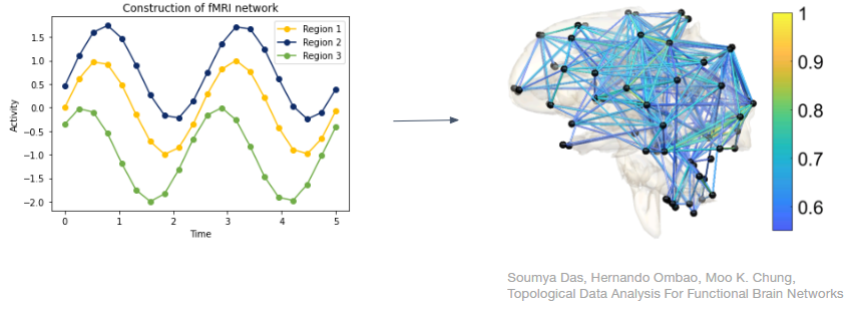 Construction of fMRI network
Region 1
Region 2
Region 3
1.5
1.0
0.5
0.0
−0.5
−1.0
−1.5
−2.0
Activity
0 1 2 3 4 5
Time
1
0.9
0.8
0.7
0.6
Soumya Das, Hernando Ombao, Moo K. Chung,
Topological Data Analysis For Functional Brain Networks